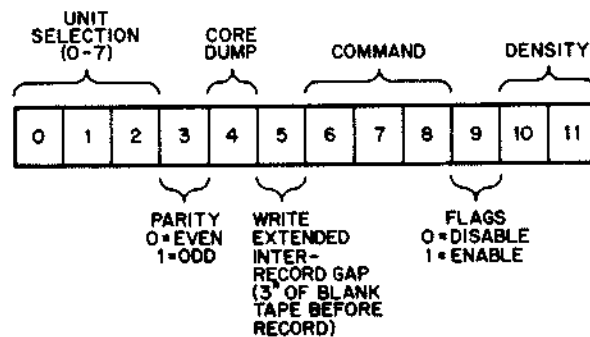 UNIT
SELECTION
(0-7)
CORE
DUMP
COMMAND
DENSITY
0 1 2 3 4 5 6 7 8 9 10 11
PARITY
0=EVEN
1=ODD
WRITE
EXTENDED
INTER-
RECORD GAP
(3" OF BLANK
TAPE BEFORE
RECORD)
FLAGS
0=DISABLE
1=ENABLE